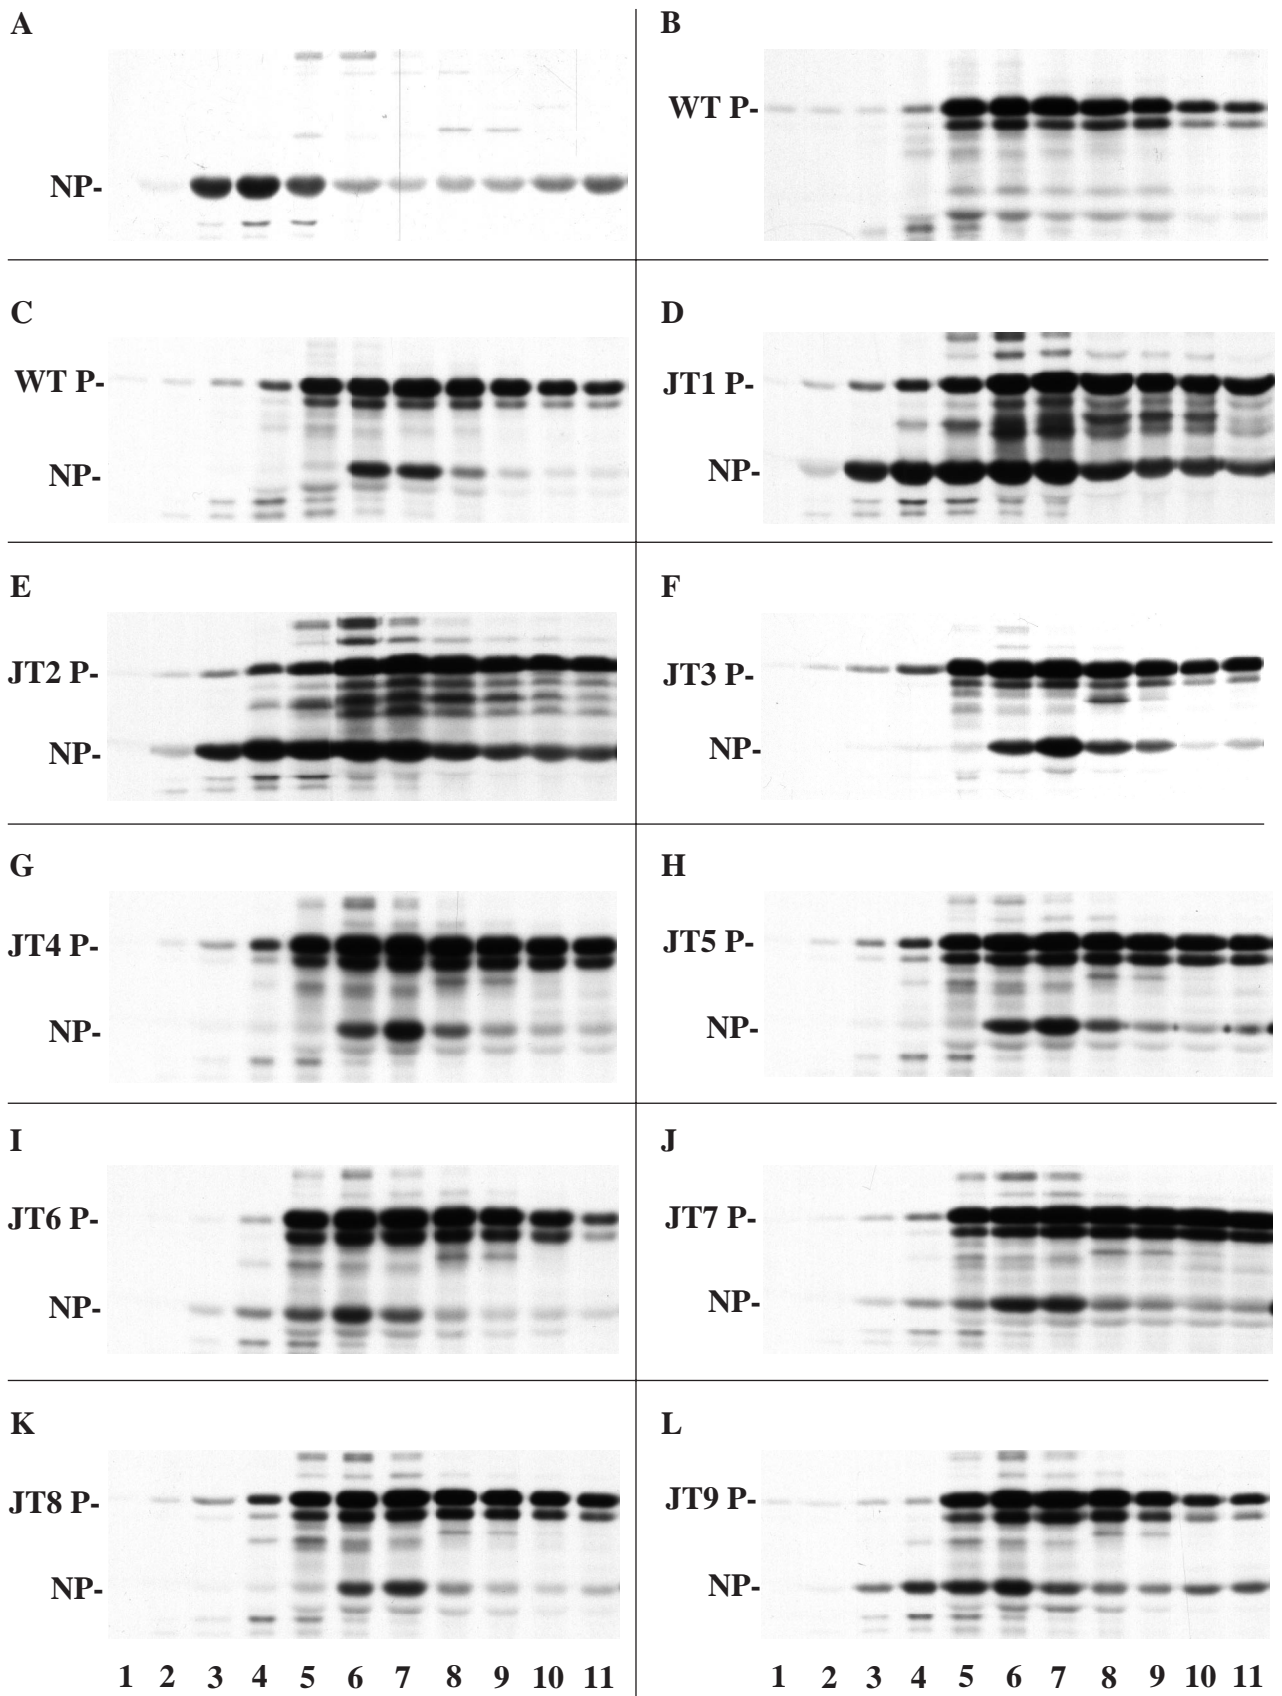 A
NP-
B
WT P-
C
WT P-
NP-
D
JT1 P-
NP-
E
JT2 P-
NP-
F
JT3 P-
NP-
G
JT4 P-
NP-
H
JT5 P-
NP-
I
JT6 P-
NP-
J
JT7 P-
NP-
K
JT8 P-
NP-
1 2 3 4 5 6 7 8 9 10 11
L
JT9 P-
NP-
1 2 3 4 5 6 7 8 9 10 11